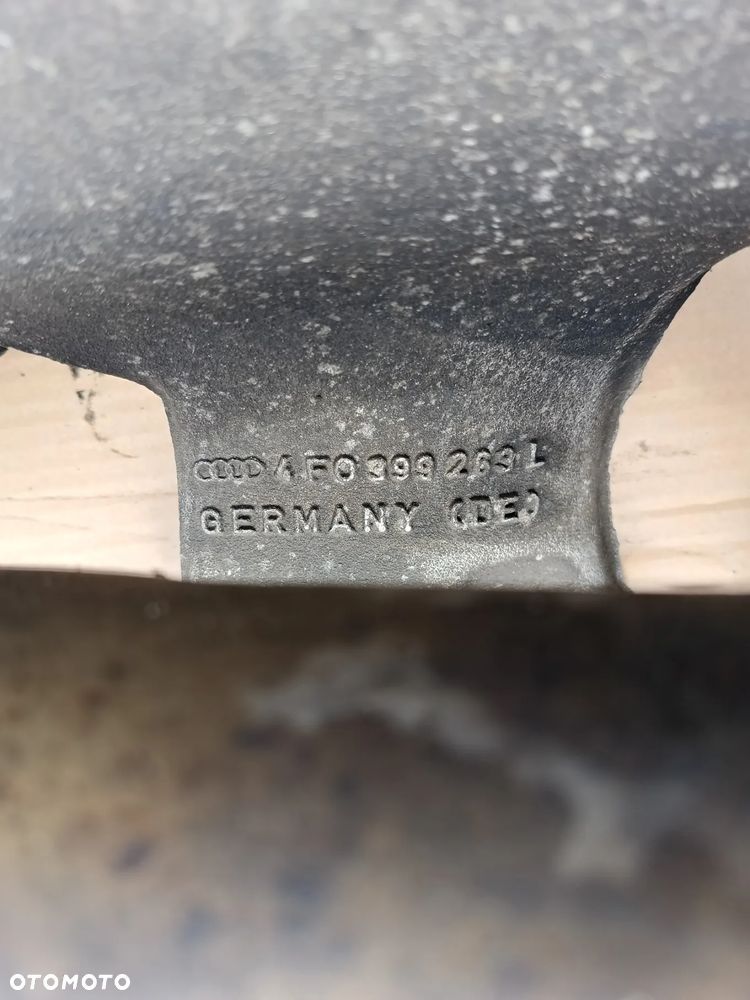 4F0 399 263 L
GERMANY (DE)
OTOMOTO